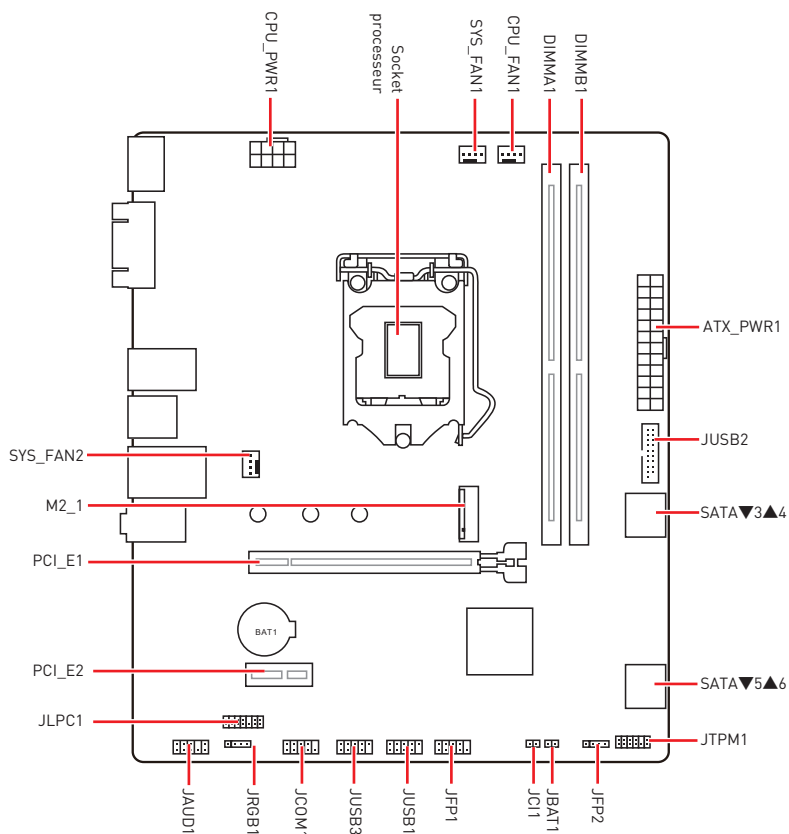 CPU_PWR1
Socket
processeur
SYS_FAN1
CPU_FAN1
DIMMA1
DIMMB1
ATX_PWR1
JUSB2
SYS_FAN2
M2_1
SATA▼3▲4
PCI_E1
BAT1
PCI_E2
SATA▼5▲6
JLPC1
JTPM1
JAUD1
JRGB1
JCOM1
JUSB3
JUSB1
JFP1
JCI1
JBAT1
JFP2